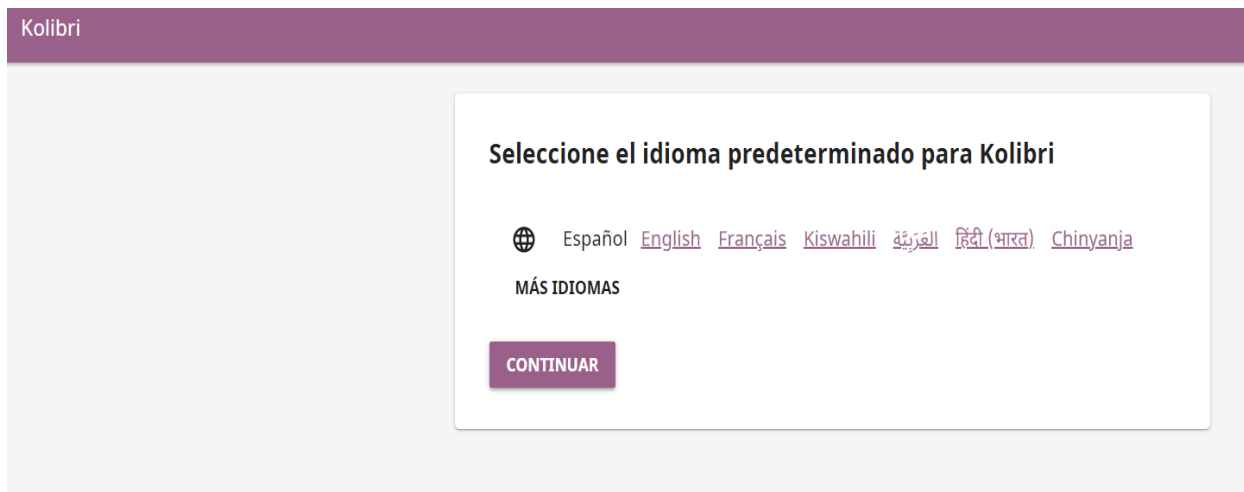 Kolibri
Seleccione el idioma predeterminado para Kolibri
Español English Français Kiswahili العَرَبِيَّة हिंदी (भारत) Chinyanja
MÁS IDIOMAS
CONTINUAR